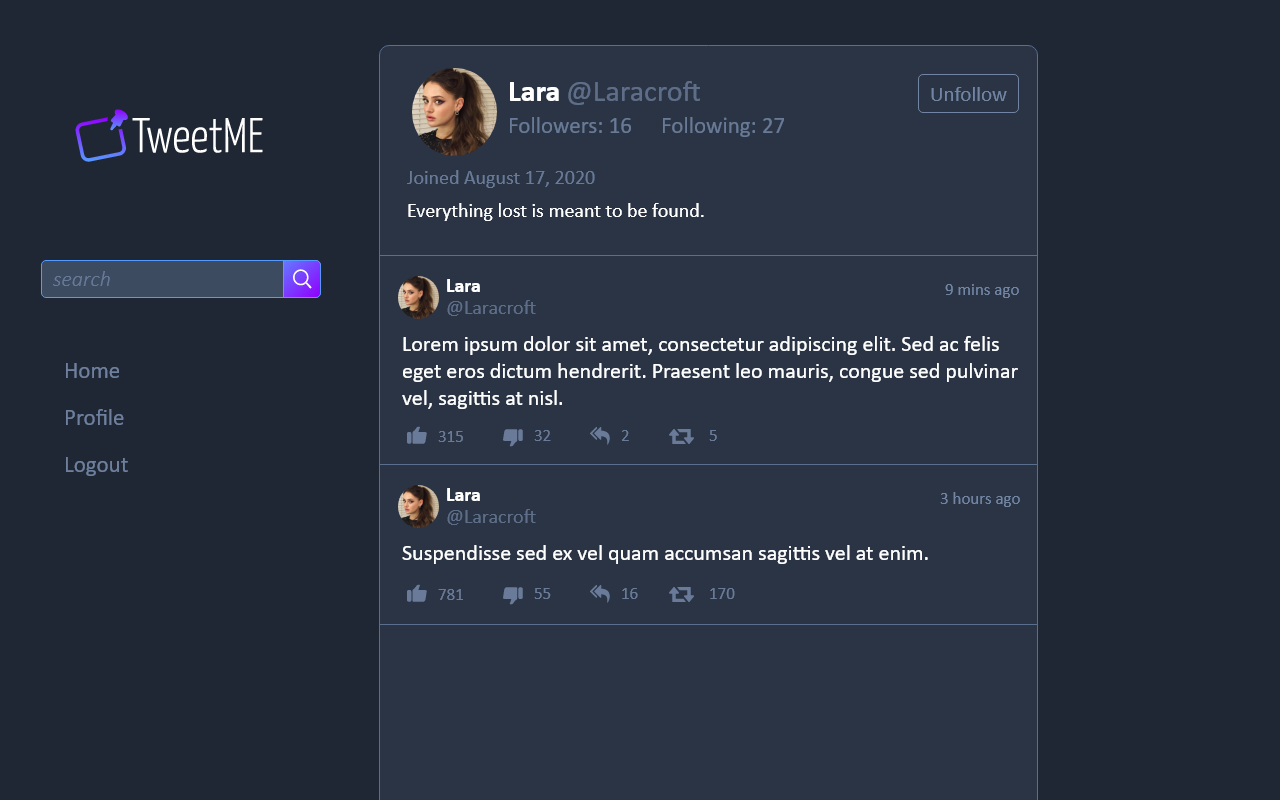 TweetME
search
Home
Profile
Logout
Lara @Laracroft
Unfollow
Followers: 16 Following: 27
Joined August 17, 2020
Everything lost is meant to be found.
Lara
@Laracroft
9 mins ago
Lorem ipsum dolor sit amet, consectetur adipiscing elit. Sed ac felis
eget eros dictum hendrerit. Praesent leo mauris, congue sed pulvinar
vel, sagittis at nisl.
315 32 2 5
Lara
@Laracroft
3 hours ago
Suspendisse sed ex vel quam accumsan sagittis vel at enim.
781 55 16 170